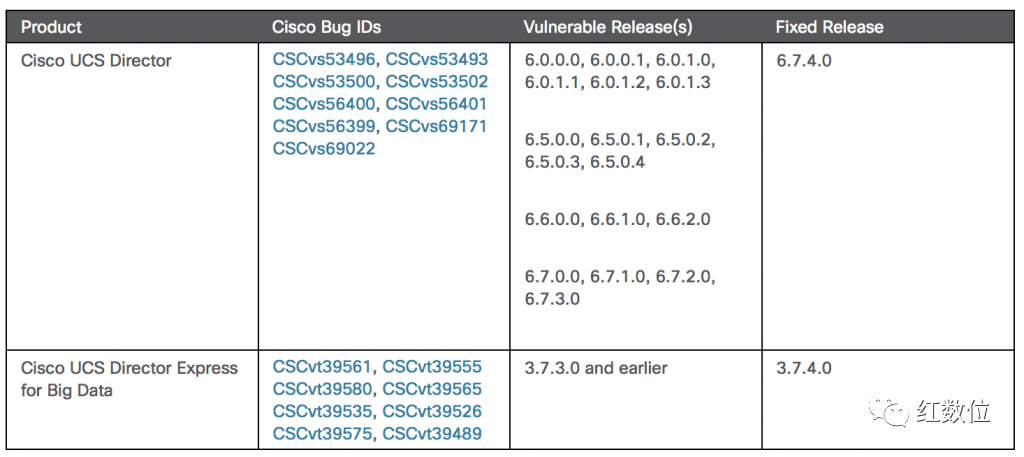 Product Cisco Bug IDs Vulnerable Release(s) Fixed Release
Cisco UCS Director
CSCvs53496, CSCvs53493
CSCvs53500, CSCvs53502
CSCvs56400, CSCvs56401
CSCvs56399, CSCvs69171
CSCvs69022
6.0.0.0, 6.0.0.1, 6.0.1.0,
6.0.1.1, 6.0.1.2, 6.0.1.3
6.5.0.0, 6.5.0.1, 6.5.0.2,
6.5.0.3, 6.5.0.4
6.6.0.0, 6.6.1.0, 6.6.2.0
6.7.0.0, 6.7.1.0, 6.7.2.0,
6.7.3.0
6.7.4.0
Cisco UCS Director Express
for Big Data
CSCvt39561, CSCvt39555
CSCvt39580, CSCvt39565
CSCvt39535, CSCvt39526
CSCvt39575, CSCvt39489
3.7.3.0 and earlier
3.7.4.0
红数位